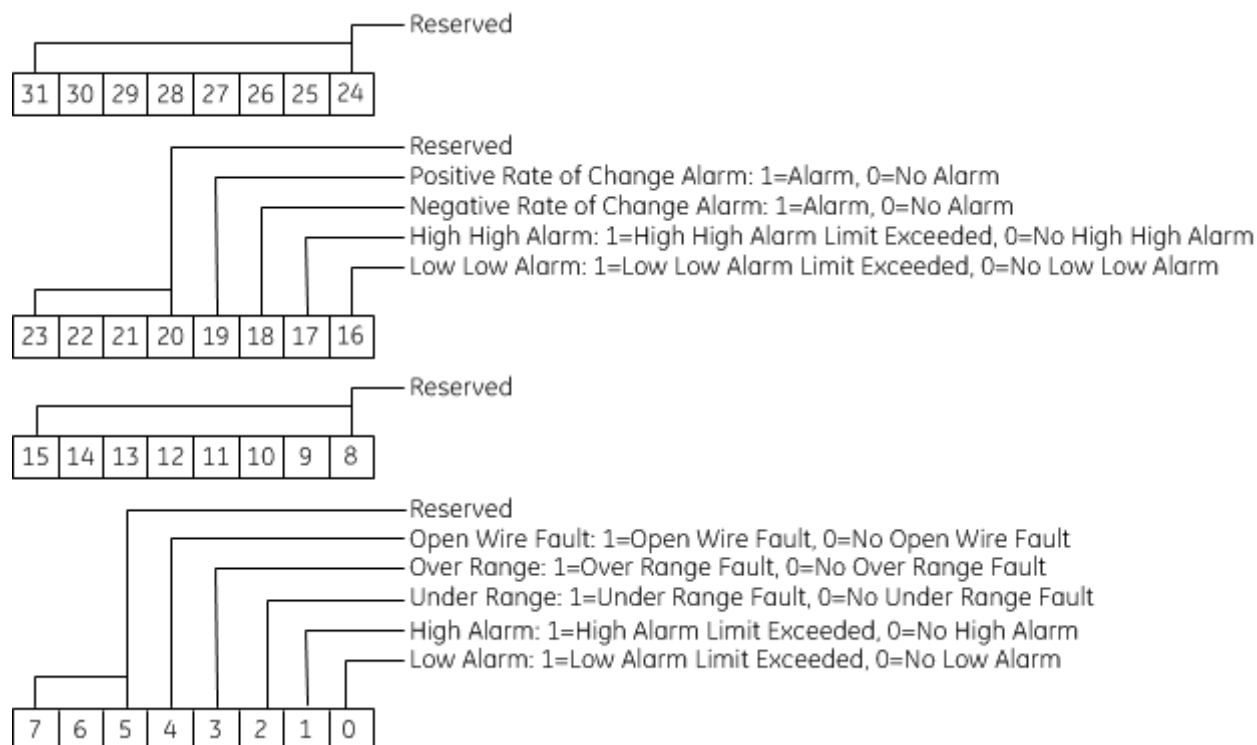 Reserved
31 30 29 28 27 26 25 24
Reserved
Positive Rate of Change Alarm: 1=Alarm, 0=No Alarm
Negative Rate of Change Alarm: 1=Alarm, 0=No Alarm
High High Alarm: 1=High High Alarm Limit Exceeded, 0=No High High Alarm
Low Low Alarm: 1=Low Low Alarm Limit Exceeded, 0=No Low Low Alarm
23 22 21 20 19 18 17 16
Reserved
15 14 13 12 11 10 9 8
Reserved
Open Wire Fault: 1=Open Wire Fault, 0=No Open Wire Fault
Over Range: 1=Over Range Fault, 0=No Over Range Fault
Under Range: 1=Under Range Fault, 0=No Under Range Fault
High Alarm: 1=High Alarm Limit Exceeded, 0=No High Alarm
Low Alarm: 1=Low Alarm Limit Exceeded, 0=No Low Alarm
7 6 5 4 3 2 1 0